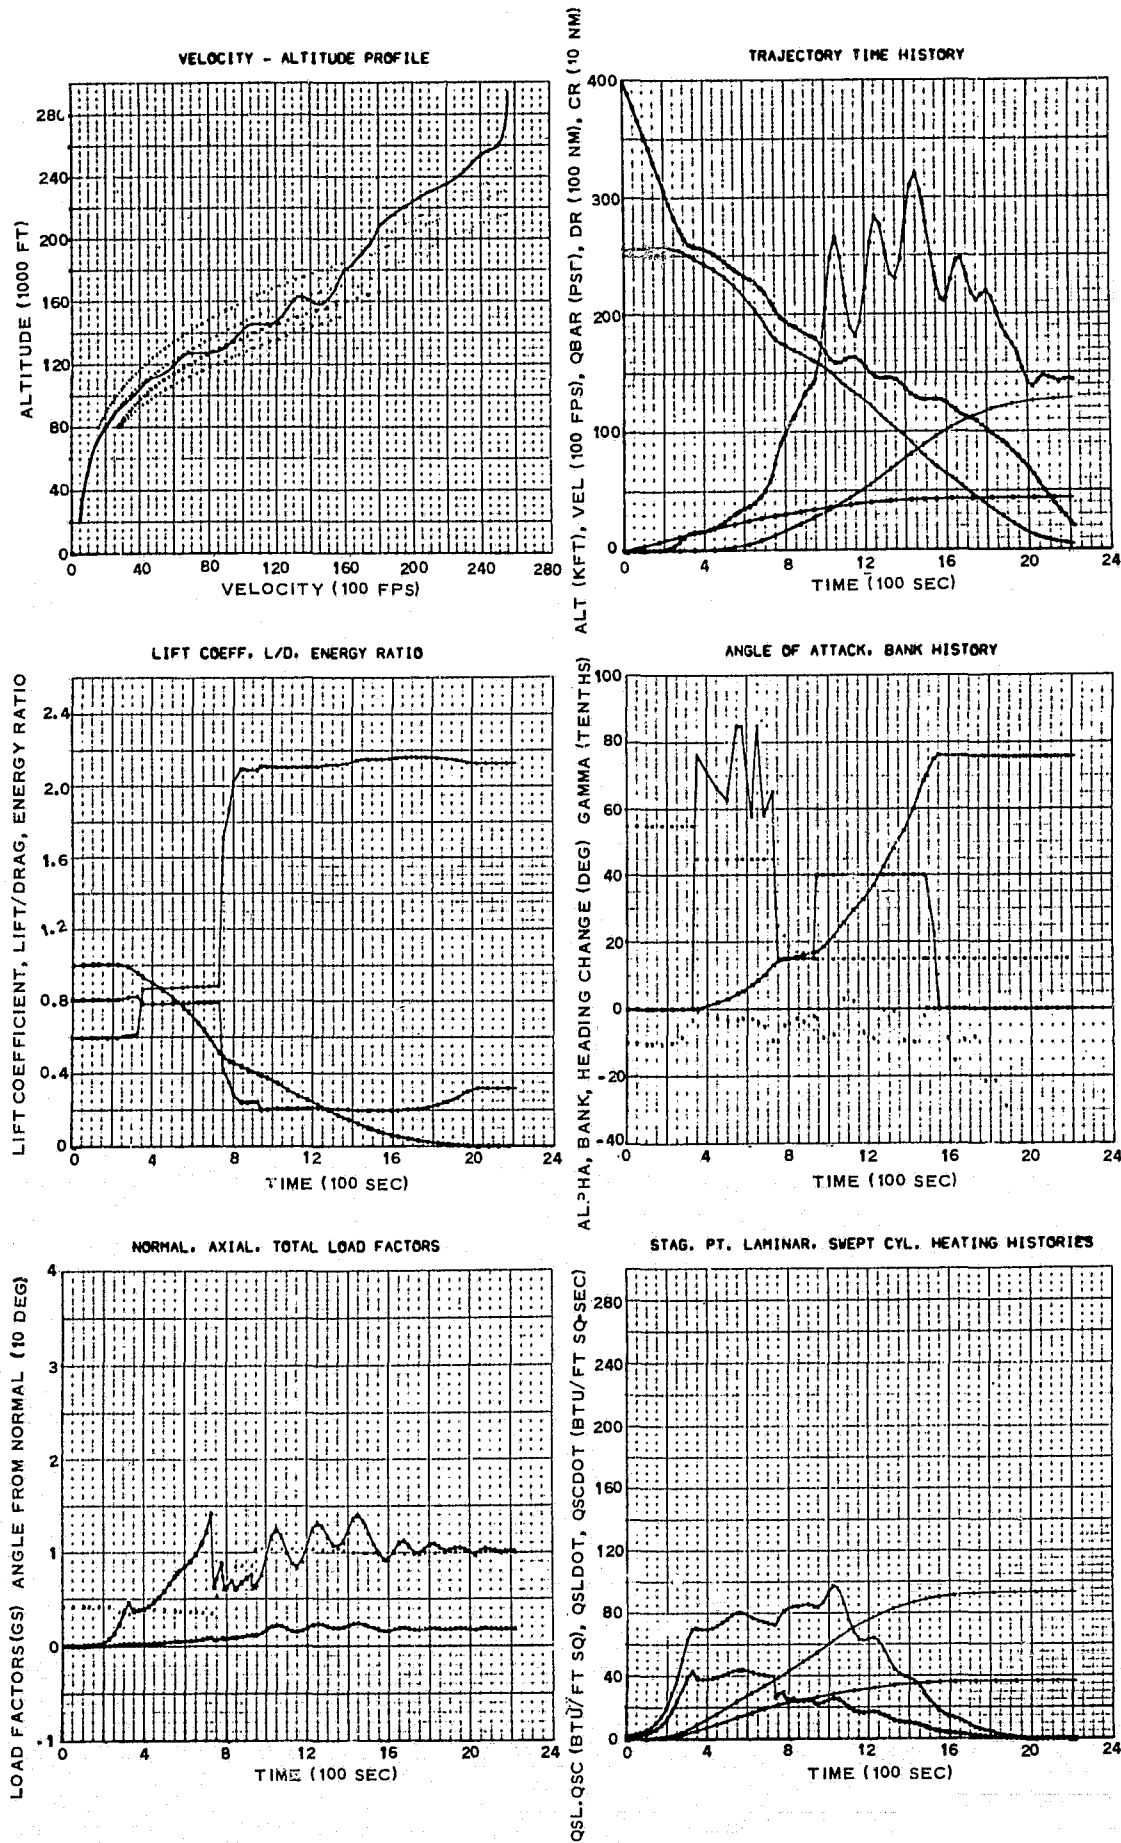 VELOCITY - ALTITUDE PROFILE
ALTITUDE (1000 FT)
280
240
200
160
120
80
40
0
0 40 80 120 160 200 240 280
VELOCITY (100 FPS)
TRAJECTORY TIME HISTORY
ALT (KFT), VEL (100 FPS), QBAR (PSF), DR (100 NM), CR (10 NM)
400
300
200
100
0
0 4 8 12 16 20 24
TIME (100 SEC)
LIFT COEFF. L/D. ENERGY RATIO
LIFT COEFFICIENT, LIFT/DRAG, ENERGY RATIO
2.4
2.0
1.6
1.2
0.8
0.4
0
0 4 8 12 16 20 24
TIME (100 SEC)
ANGLE OF ATTACK. BANK HISTORY
ALPHA, BANK, HEADING CHANGE (DEG) GAMMA (TENTHS)
100
80
60
40
20
0
-20
-40
0 4 8 12 16 20 24
TIME (100 SEC)
NORMAL. AXIAL. TOTAL LOAD FACTORS
LOAD FACTORS (GS) ANGLE FROM NORMAL (10 DEG)
4
3
2
1
0
-1
0 4 8 12 16 20 24
TIME (100 SEC)
STAG. PT. LAMINAR. SWEPT CYL. HEATING HISTORIES
QSL,QSC (BTU/FT SQ), QSLDOT, QSCDOT (BTU/FT SQ-SEC)
280
240
200
160
120
80
40
0
0 4 8 12 16 20 24
TIME (100 SEC)